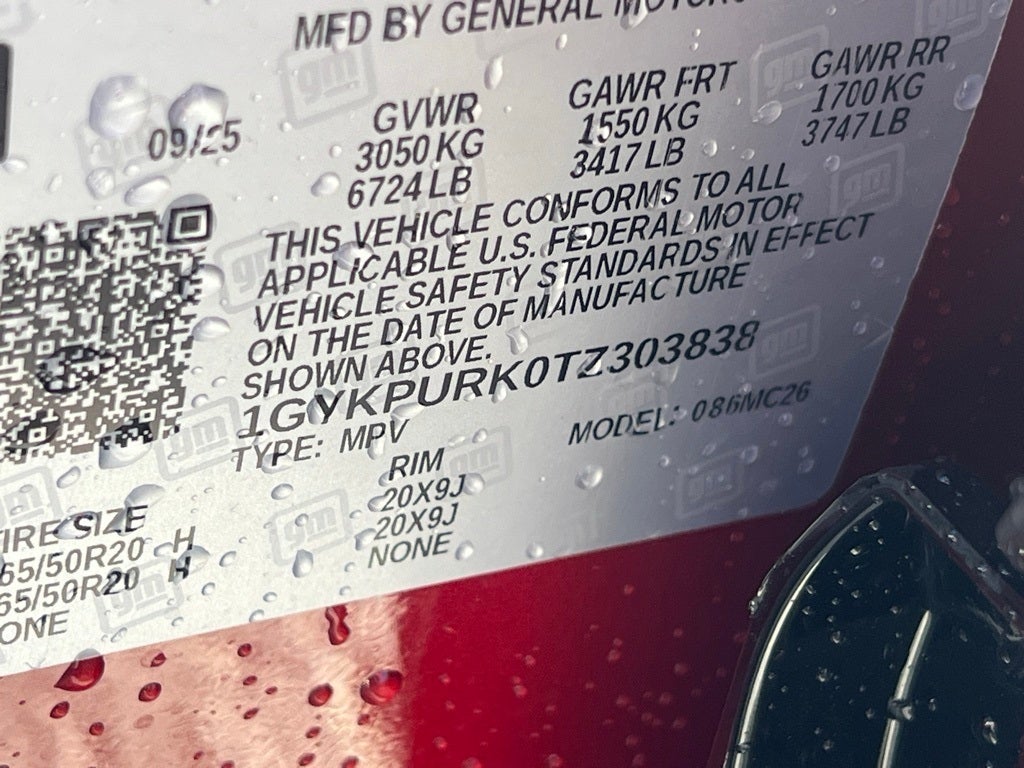 MFD BY GENERAL MOTORS
09/25
GVWR GAWR FRT GAWR RR
3050 KG 1550 KG 1700 KG
6724 LB 3417 LB 3747 LB
THIS VEHICLE CONFORMS TO ALL
APPLICABLE U.S. FEDERAL MOTOR
VEHICLE SAFETY STANDARDS IN EFFECT
ON THE DATE OF MANUFACTURE
SHOWN ABOVE.
1GYKPURK0TZ303838
TYPE: MPV MODEL: 086MC26
TIRE SIZE RIM
65/50R20 H 20X9J
65/50R20 H 20X9J
ONE NONE
gm